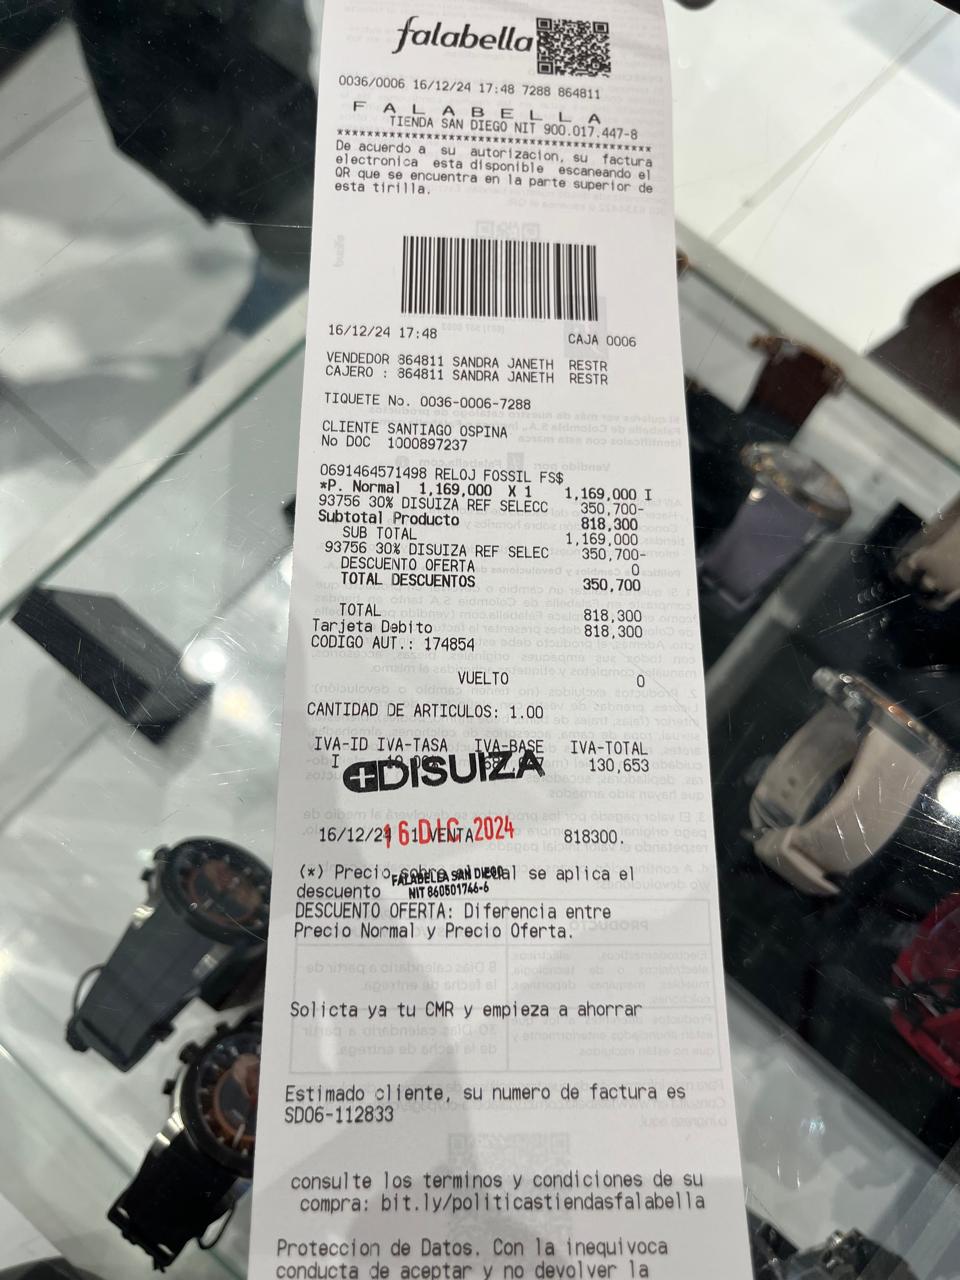 falabella
0036/0006 16/12/24 17:48 7288 864811
F A L A B E L L A
TIENDA SAN DIEGO NIT 900.017.447-8
**************************************************
De acuerdo a su autorizacion, su factura
electronica esta disponible escaneando el
QR que se encuentra en la parte superior de
esta tirilla.
16/12/24 17:48 CAJA 0006
VENDEDOR 864811 SANDRA JANETH RESTR
CAJERO : 864811 SANDRA JANETH RESTR
TIQUETE No. 0036-0006-7288
CLIENTE SANTIAGO OSPINA
No DOC 1000897237
0691464571498 RELOJ FOSSIL FS$
*P. Normal 1,169,000 X 1 1,169,000 I
93756 30% DISUIZA REF SELECC 350,700-
Subtotal Producto 818,300
SUB TOTAL 1,169,000
93756 30% DISUIZA REF SELEC 350,700-
DESCUENTO OFERTA 0
TOTAL DESCUENTOS 350,700
TOTAL 818,300
Tarjeta Debito 818,300
CODIGO AUT.: 174854
VUELTO 0
CANTIDAD DE ARTICULOS: 1.00
IVA-ID IVA-TASA IVA-BASE IVA-TOTAL
I 130,653
DISUIZA
16/12/24 1 VENTA 818300.
16 DIC 2024
(*) Precio sobre el cual se aplica el
descuento
FALABELLA SAN DIEGO
NIT 860501746-6
DESCUENTO OFERTA: Diferencia entre
Precio Normal y Precio Oferta.
Solicta ya tu CMR y empieza a ahorrar
Estimado cliente, su numero de factura es
SD06-112833
consulte los terminos y condiciones de su
compra: bit.ly/politicastiendasfalabella
Proteccion de Datos. Con la inequivoca
conducta de aceptar y no devolver la